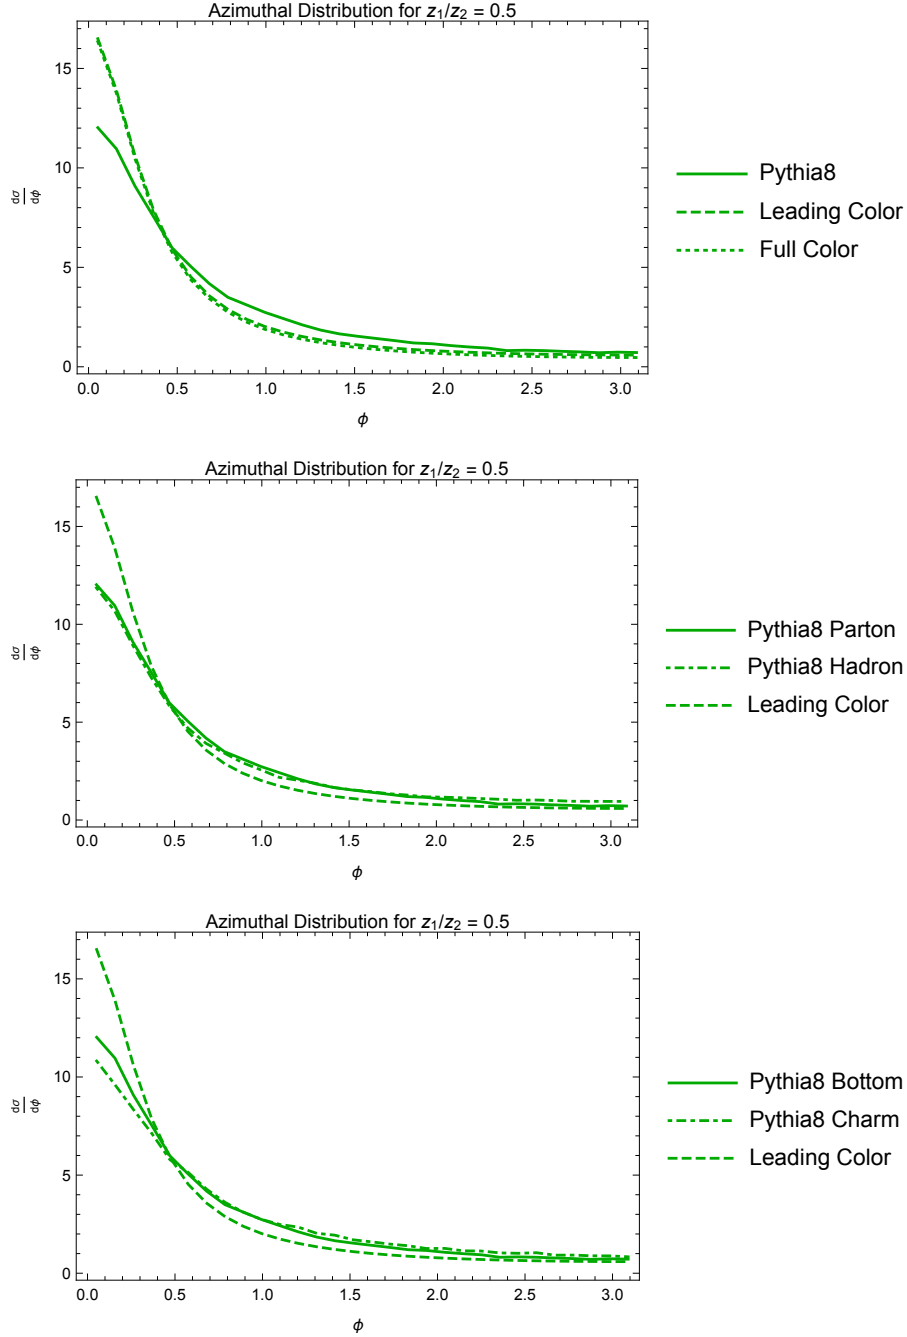 Azimuthal Distribution for z₁/z₂ = 0.5
15
10
5
0
dσ
dϕ
0.0 0.5 1.0 1.5 2.0 2.5 3.0
ϕ
Pythia8
Leading Color
Full Color
Azimuthal Distribution for z₁/z₂ = 0.5
15
10
5
0
dσ
dϕ
0.0 0.5 1.0 1.5 2.0 2.5 3.0
ϕ
Pythia8 Parton
Pythia8 Hadron
Leading Color
Azimuthal Distribution for z₁/z₂ = 0.5
15
10
5
0
dσ
dϕ
0.0 0.5 1.0 1.5 2.0 2.5 3.0
ϕ
Pythia8 Bottom
Pythia8 Charm
Leading Color